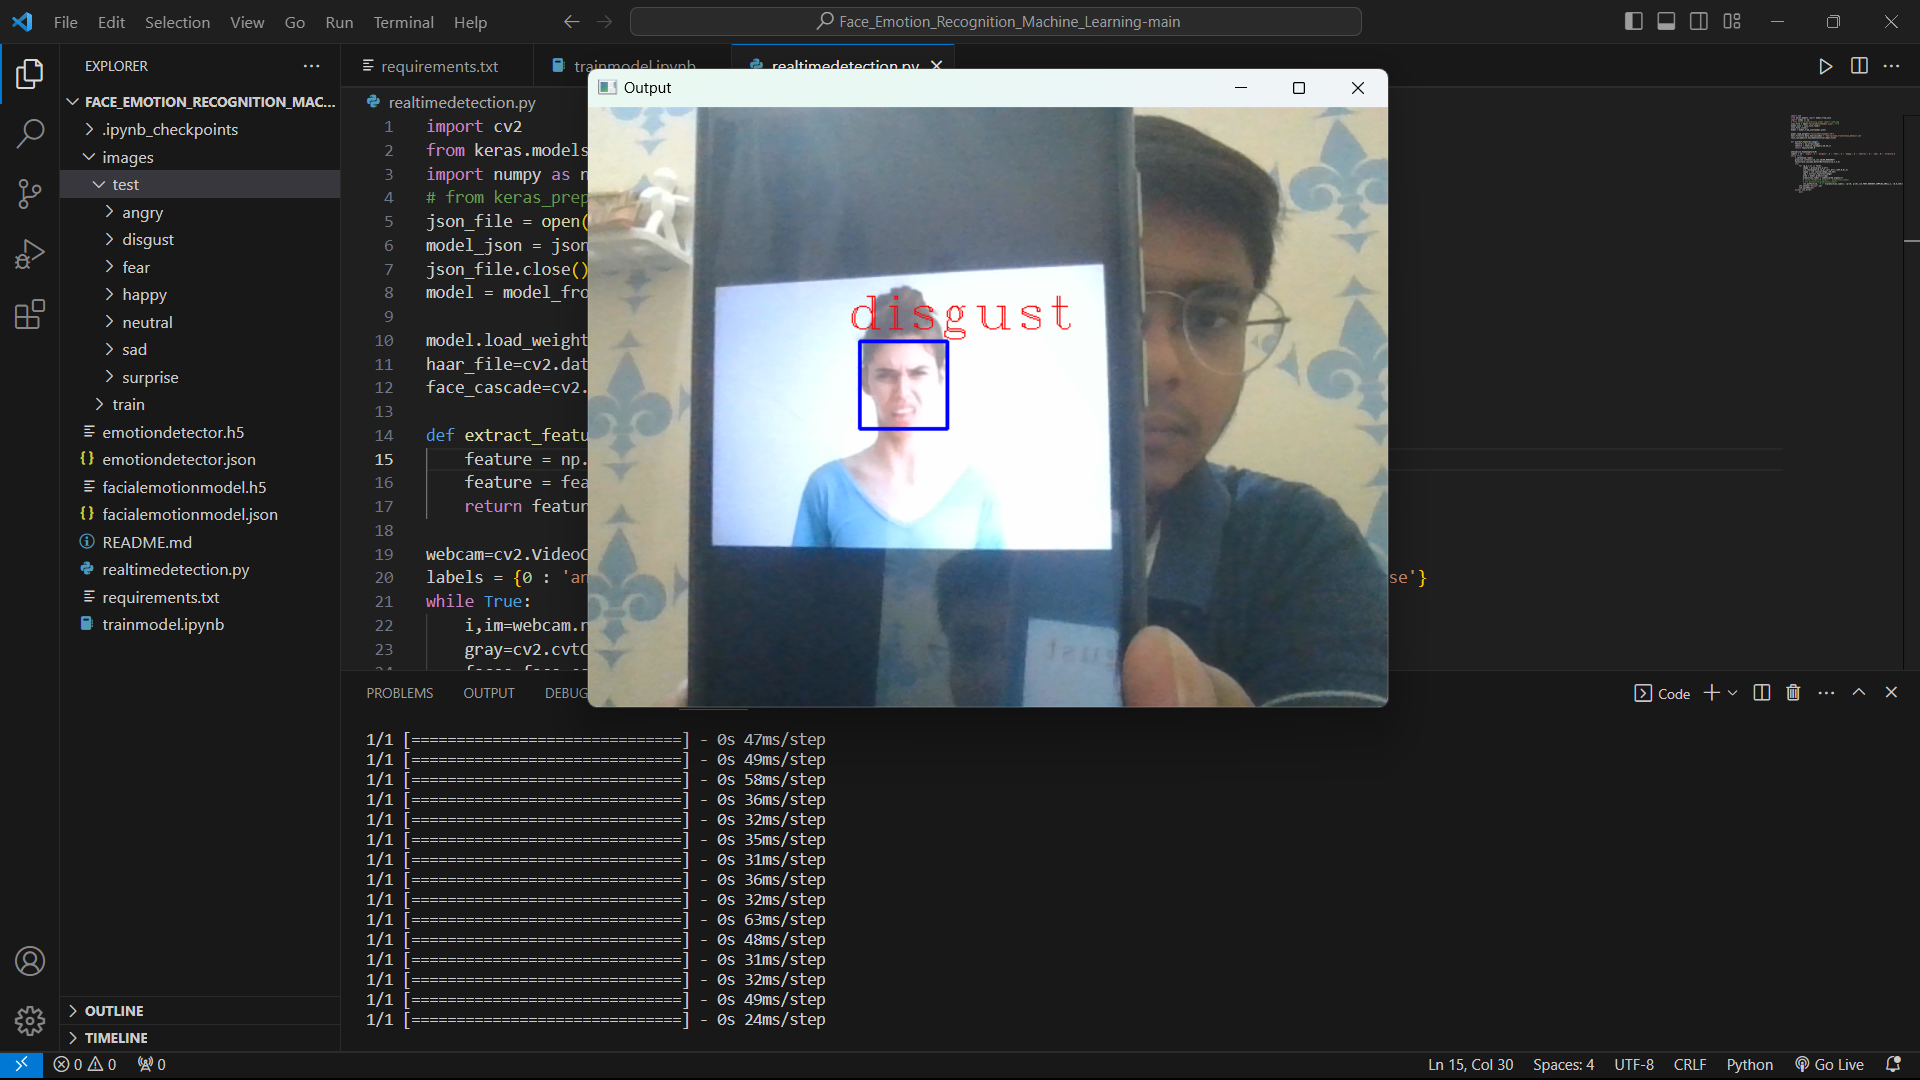 File Edit Selection View Go Run Terminal Help
Face_Emotion_Recognition_Machine_Learning-main
EXPLORER
FACE_EMOTION_RECOGNITION_MAC...
.ipynb_checkpoints
images
test
angry
disgust
fear
happy
neutral
sad
surprise
train
emotiondetector.h5
{} emotiondetector.json
facialemotionmodel.h5
{} facialemotionmodel.json
README.md
realtimedetection.py
requirements.txt
trainmodel.ipynb
OUTLINE
TIMELINE
requirements.txt trainmodel.ipynb realtimedetection.py
realtimedetection.py
1 import cv2
2 from keras.models
3 import numpy as n
4 # from keras_prep
5 json_file = open(
6 model_json = json
7 json_file.close()
8 model = model_fro
9
10 model.load_weight
11 haar_file=cv2.dat
12 face_cascade=cv2.
13
14 def extract_featu
15 feature = np.
16 feature = fea
17 return featur
18
19 webcam=cv2.VideoC
20 labels = {0 : 'an se'}
21 while True:
22 i,im=webcam.r
23 gray=cv2.cvtC
Output
disgust
PROBLEMS OUTPUT DEBUG
Code
1/1 [==============================] - 0s 47ms/step
1/1 [==============================] - 0s 49ms/step
1/1 [==============================] - 0s 58ms/step
1/1 [==============================] - 0s 36ms/step
1/1 [==============================] - 0s 32ms/step
1/1 [==============================] - 0s 35ms/step
1/1 [==============================] - 0s 31ms/step
1/1 [==============================] - 0s 36ms/step
1/1 [==============================] - 0s 32ms/step
1/1 [==============================] - 0s 63ms/step
1/1 [==============================] - 0s 48ms/step
1/1 [==============================] - 0s 31ms/step
1/1 [==============================] - 0s 32ms/step
1/1 [==============================] - 0s 49ms/step
1/1 [==============================] - 0s 24ms/step
0 0 0 Ln 15, Col 30 Spaces: 4 UTF-8 CRLF Python Go Live